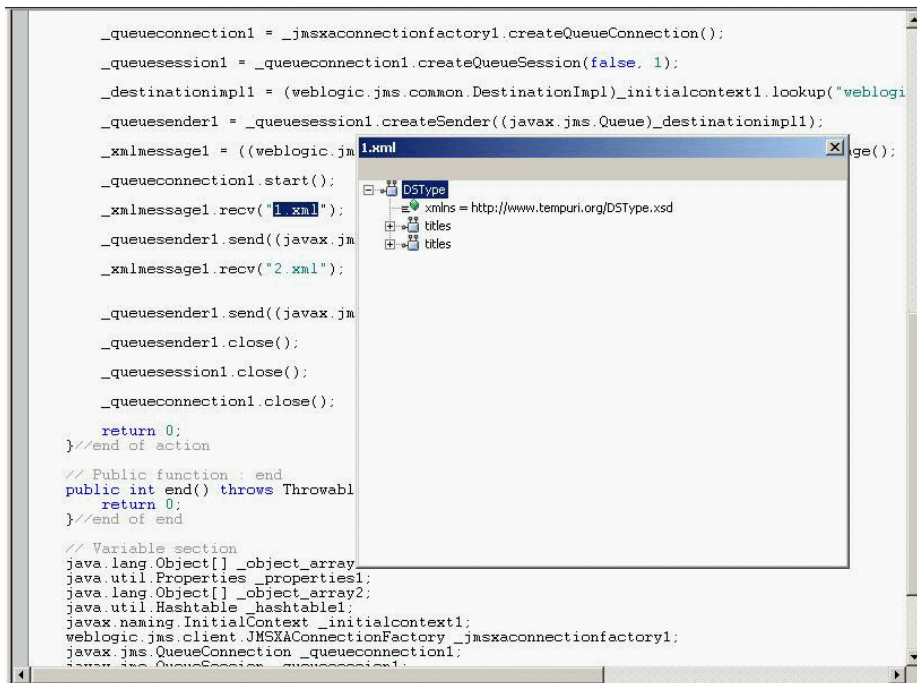 _queueconnection1 = _jmsxaconnectionfactory1.createQueueConnection();
_queuesession1 = _queueconnection1.createQueueSession(false, 1);
_destinationimpl1 = (weblogic.jms.common.DestinationImpl)_initialcontext1.lookup("weblogi
_queuesender1 = _queuesession1.createSender((javax.jms.Queue)_destinationimpl1);
_xmlmessage1 = ((weblogic.jm
ge();
_queueconnection1.start();
_xmlmessage1.recv("1.xml");
_queuesender1.send((javax.jm
_xmlmessage1.recv("2.xml");
_queuesender1.send((javax.jm
_queuesender1.close();
_queuesession1.close();
_queueconnection1.close();
return 0;
}//end of action
// Public function : end
public int end() throws Throwabl
return 0;
}//end of end
// Variable section
java.lang.Object[] _object_array
java.util.Properties _properties1;
java.lang.Object[] _object_array2;
java.util.Hashtable _hashtable1;
javax.naming.InitialContext _initialcontext1;
weblogic.jms.client.JMSXAConnectionFactory _jmsxaconnectionfactory1;
javax.jms.QueueConnection _queueconnection1;
javax.jms.QueueSession _queuesession1;
1.xml
DSType
xmlns = http://www.tempuri.org/DSType.xsd
titles
titles